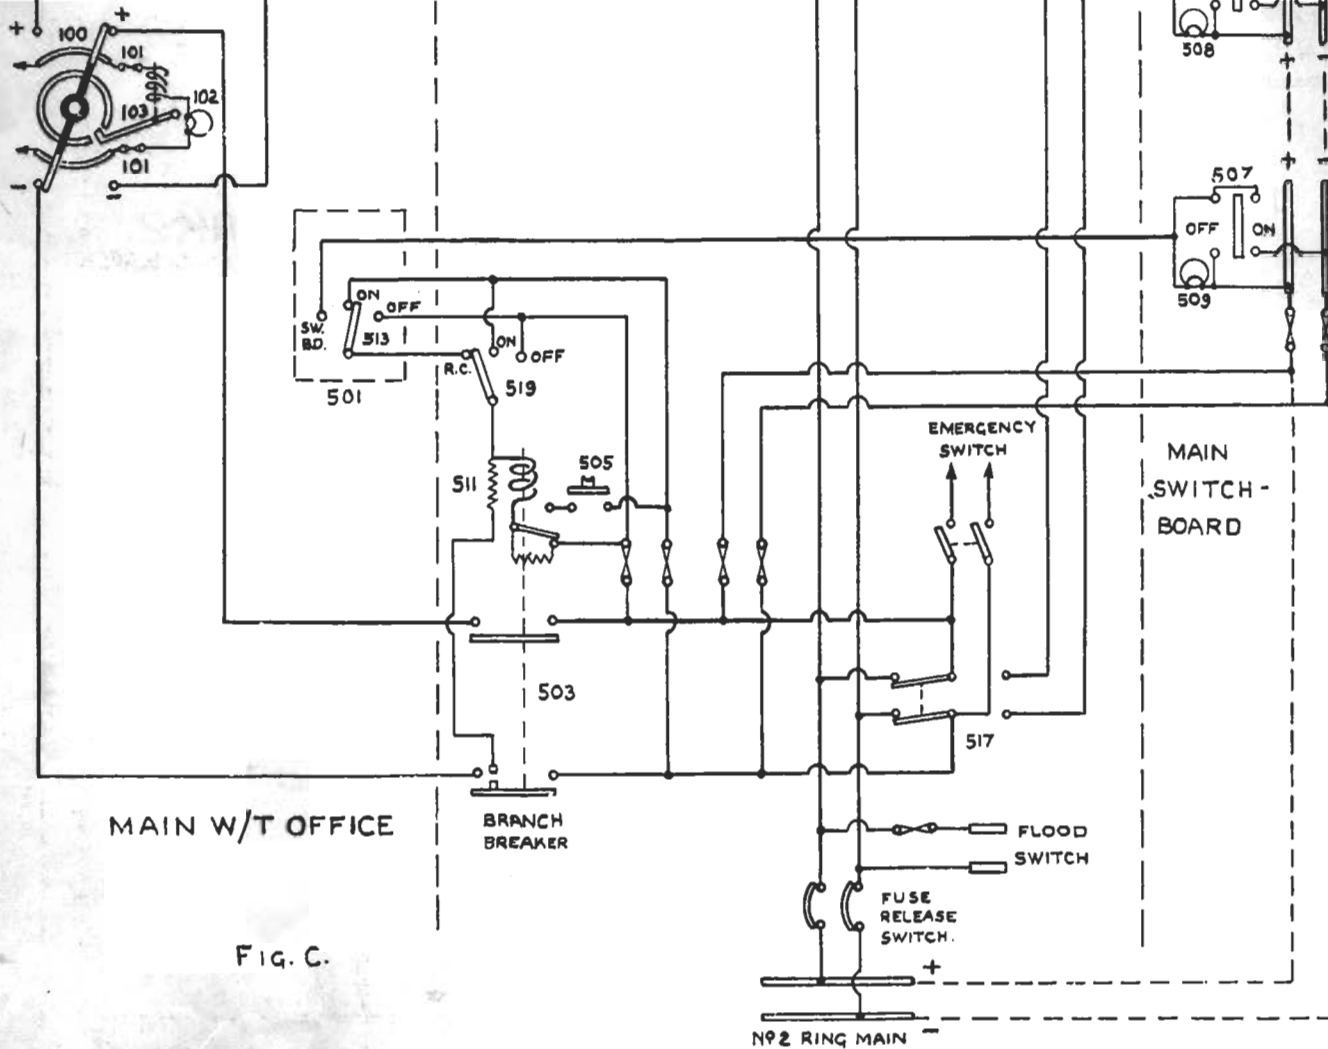 +
+
100
101
102
103
101
-
-
508
+
+
507
OFF
ON
509
ON
OFF
SW.
BD.
513
501
ON
OFF
R.C.
519
EMERGENCY
SWITCH
MAIN
SWITCH-
BOARD
511
505
503
517
MAIN W/T OFFICE
BRANCH
BREAKER
FLOOD
SWITCH
FUSE
RELEASE
SWITCH.
FIG. C.
+
Nº2 RING MAIN -